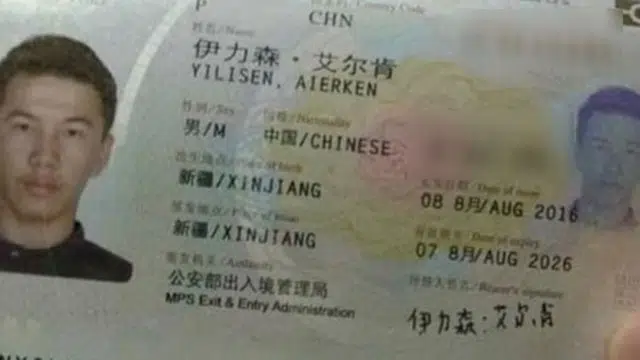 P
CHN
Country Code
姓名/Name
伊力森·艾尔肯
YILISEN, AIERKEN
性别/Sex
国籍/Nationality
男/M
中国/CHINESE
出生地点/Place of birth
新疆/XINJIANG
签发日期/Date of issue
08 8月/AUG 2016
签发地点/Place of issue
新疆/XINJIANG
有效期至/Date of expiry
07 8月/AUG 2026
签发机关/Authority
公安部出入境管理局
MPS Exit & Entry Administration
持照人签名/Bearer's signature
伊力森·艾尔肯